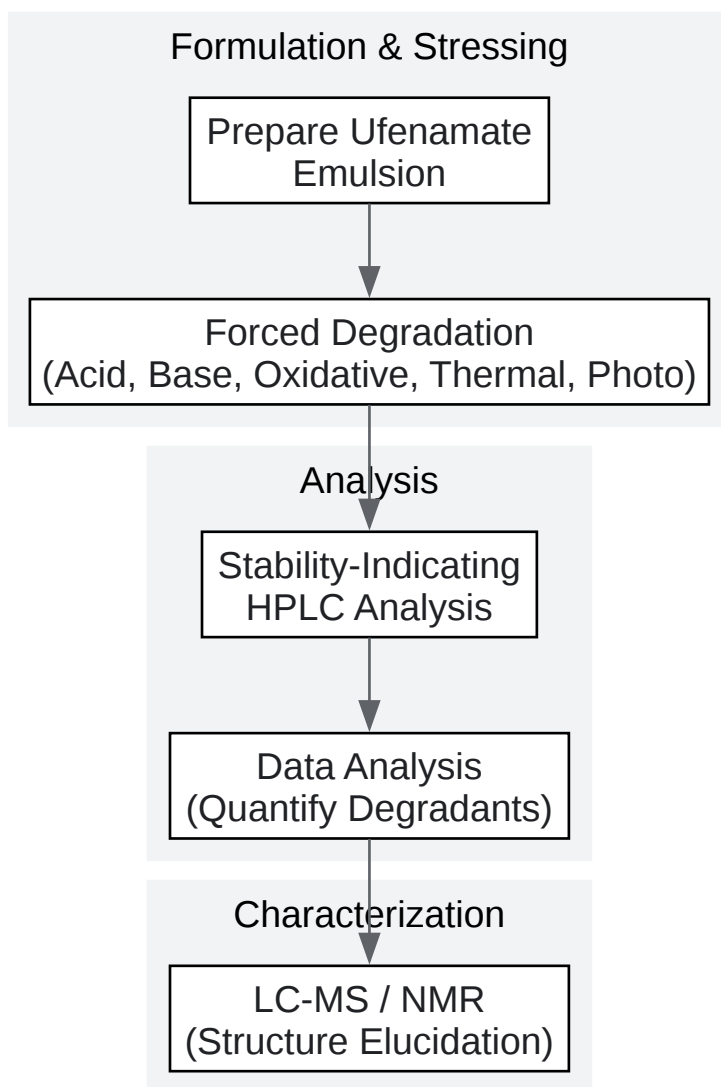 Formulation & Stressing
Prepare Ufenamate
Emulsion
Forced Degradation
(Acid, Base, Oxidative, Thermal, Photo)
Analysis
Stability-Indicating
HPLC Analysis
Data Analysis
(Quantify Degradants)
Characterization
LC-MS / NMR
(Structure Elucidation)